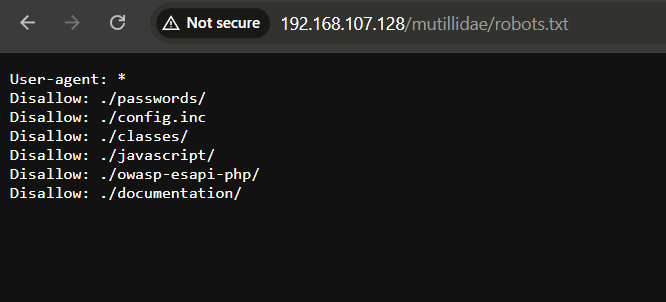 Not secure 192.168.107.128/mutillidae/robots.txt
User-agent: *
Disallow: ./passwords/
Disallow: ./config.inc
Disallow: ./classes/
Disallow: ./javascript/
Disallow: ./owasp-esapi-php/
Disallow: ./documentation/